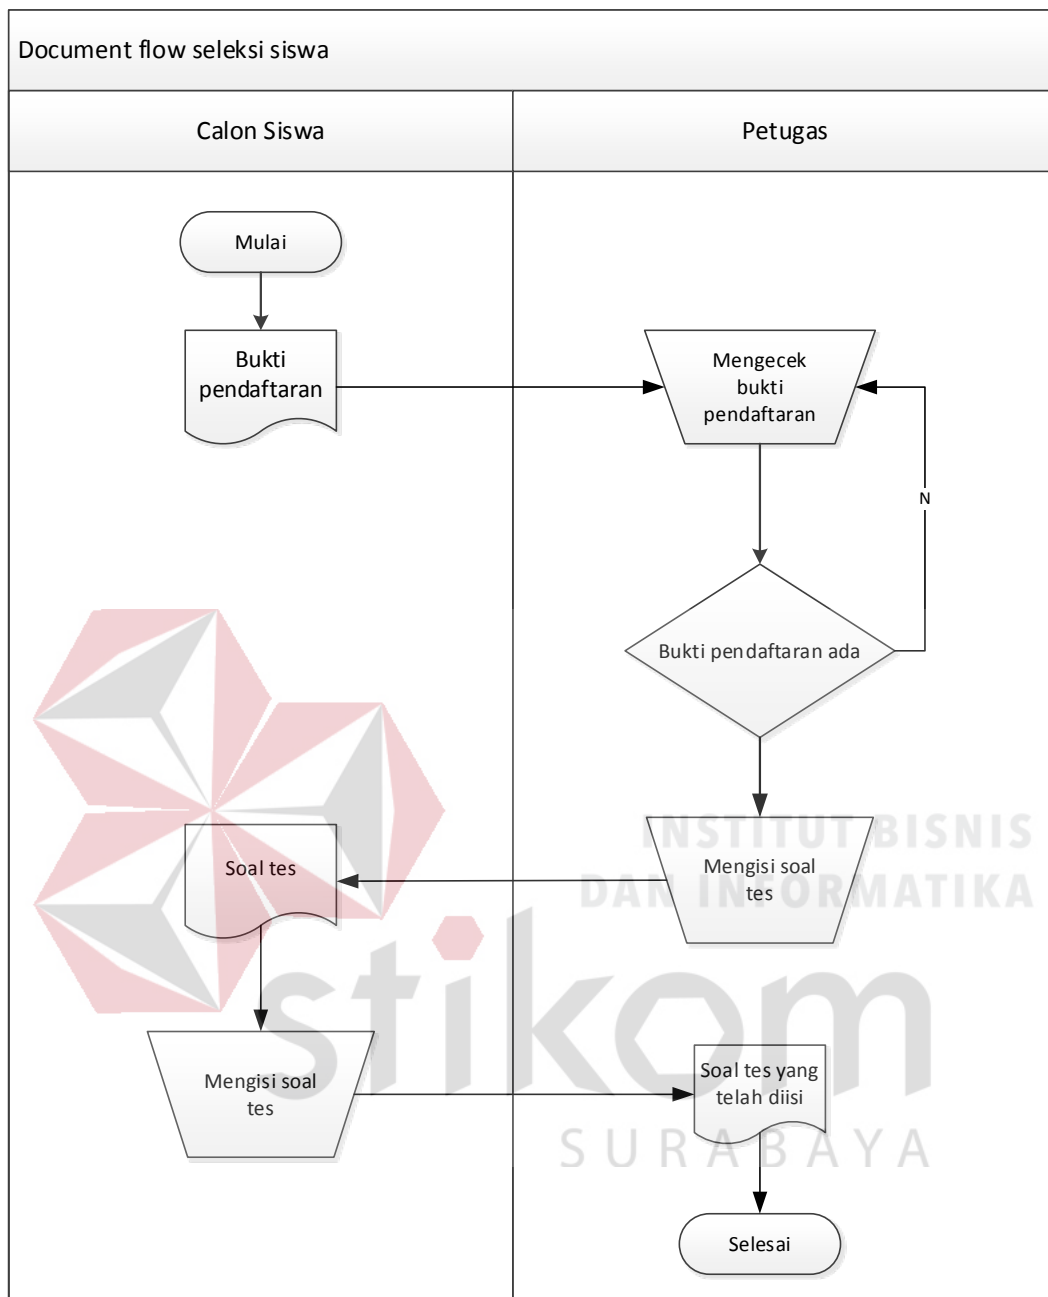 Document flow seleksi siswa
Calon Siswa
Petugas
Mulai
Bukti
pendaftaran
Mengecek
bukti
pendaftaran
N
Bukti pendaftaran ada
INSTITUT BISNIS
DAN INFORMATIKA
Soal tes
Mengisi soal
tes
stikom
Mengisi soal
tes
Soal tes yang
telah diisi
SURABAYA
Selesai